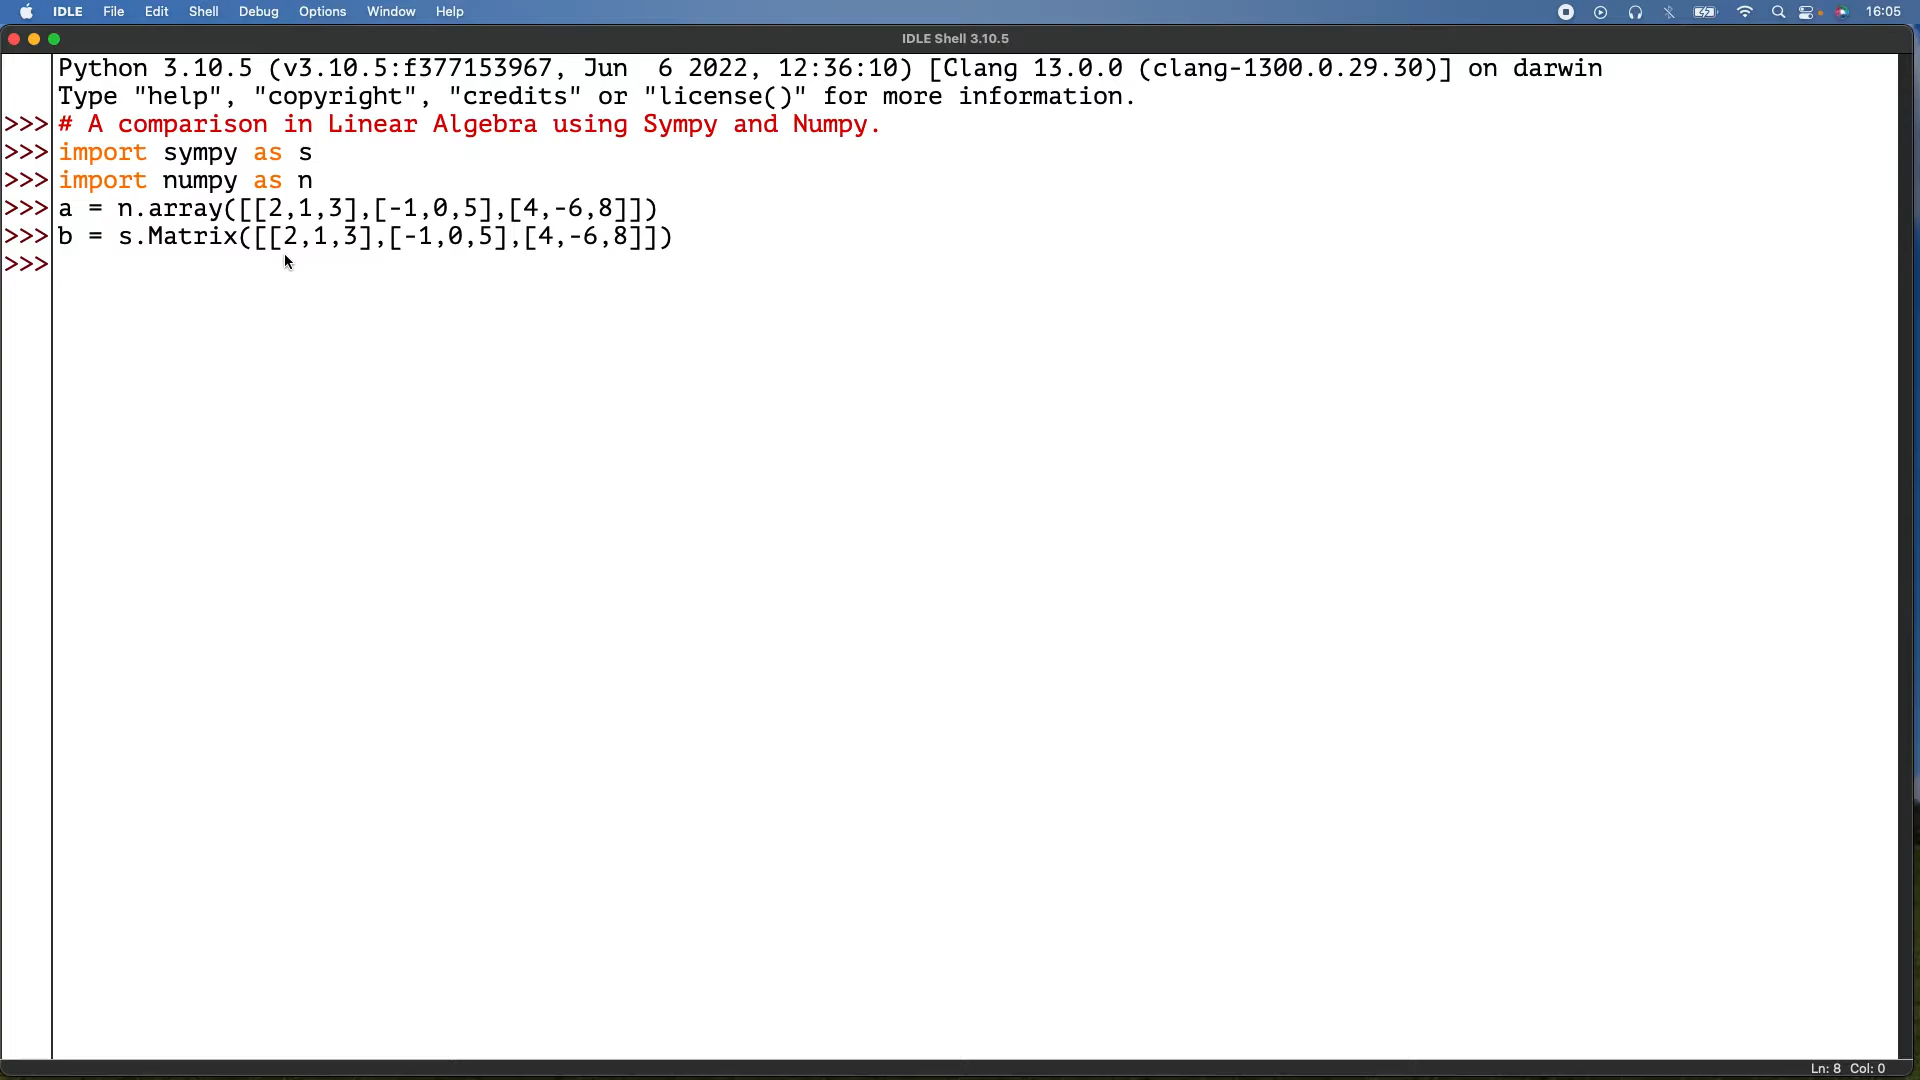 IDLE File Edit Shell Debug Options Window Help 16:05
IDLE Shell 3.10.5
Python 3.10.5 (v3.10.5:f377153967, Jun  6 2022, 12:36:10) [Clang 13.0.0 (clang-1300.0.29.30)] on darwin
Type "help", "copyright", "credits" or "license()" for more information.
>>> # A comparison in Linear Algebra using Sympy and Numpy.
>>> import sympy as s
>>> import numpy as n
>>> a = n.array([[2,1,3],[-1,0,5],[4,-6,8]])
>>> b = s.Matrix([[2,1,3],[-1,0,5],[4,-6,8]])
>>>
Ln: 8 Col: 0